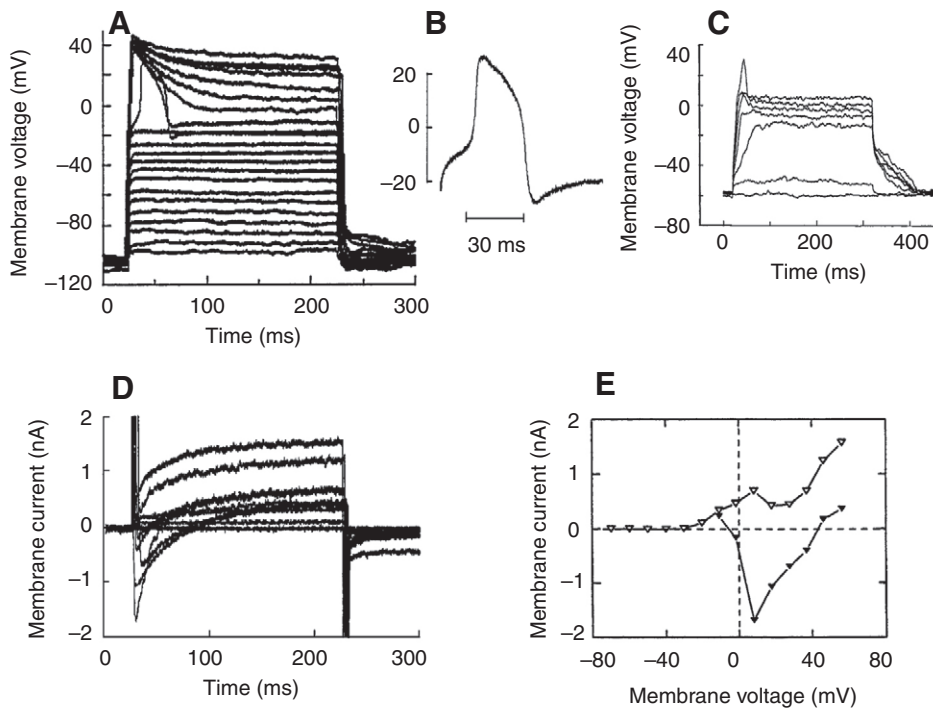 A
Membrane voltage (mV)
40
0
−40
−80
−120
0
100
200
300
Time (ms)
B
20
0
−20
30 ms
C
Membrane voltage (mV)
40
0
−40
−80
0
200
400
Time (ms)
D
Membrane current (nA)
2
1
0
−1
−2
0
100
200
300
Time (ms)
E
Membrane current (nA)
2
1
0
−1
−2
−80
−40
0
40
80
Membrane voltage (mV)